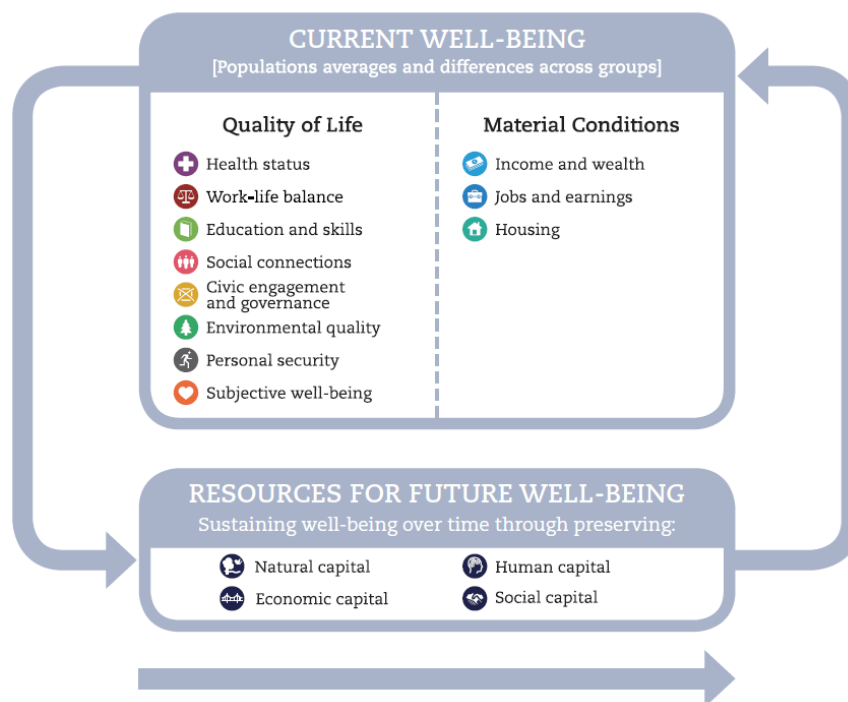 CURRENT WELL-BEING
[Populations averages and differences across groups]
Quality of Life
Health status
Work-life balance
Education and skills
Social connections
Civic engagement
and governance
Environmental quality
Personal security
Subjective well-being
Material Conditions
Income and wealth
Jobs and earnings
Housing
RESOURCES FOR FUTURE WELL-BEING
Sustaining well-being over time through preserving:
Natural capital
Economic capital
Human capital
Social capital